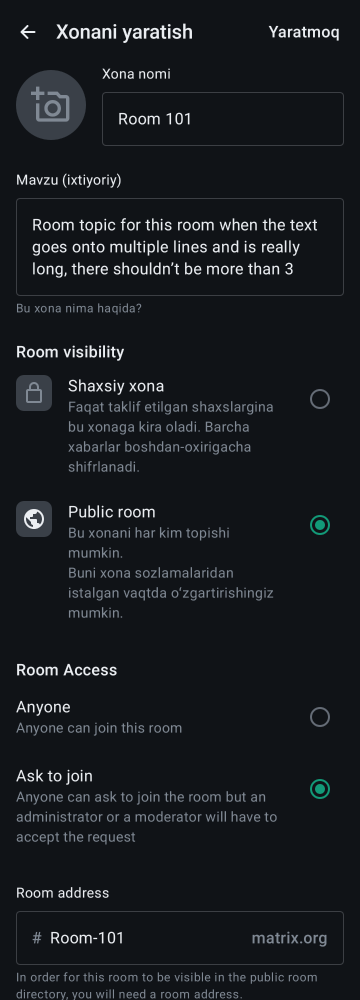 Xonani yaratish
Yaratmoq
Xona nomi
Room 101
Mavzu (ixtiyoriy)
Room topic for this room when the text
goes onto multiple lines and is really
long, there shouldn’t be more than 3
Bu xona nima haqida?
Room visibility
Shaxsiy xona
Faqat taklif etilgan shaxslargina
bu xonaga kira oladi. Barcha
xabarlar boshdan-oxirigacha
shifrlanadi.
Public room
Bu xonani har kim topishi
mumkin.
Buni xona sozlamalaridan
istalgan vaqtda oʻzgartirishingiz
mumkin.
Room Access
Anyone
Anyone can join this room
Ask to join
Anyone can ask to join the room but an
administrator or a moderator will have to
accept the request
Room address
# Room-101 matrix.org
In order for this room to be visible in the public room
directory, you will need a room address.